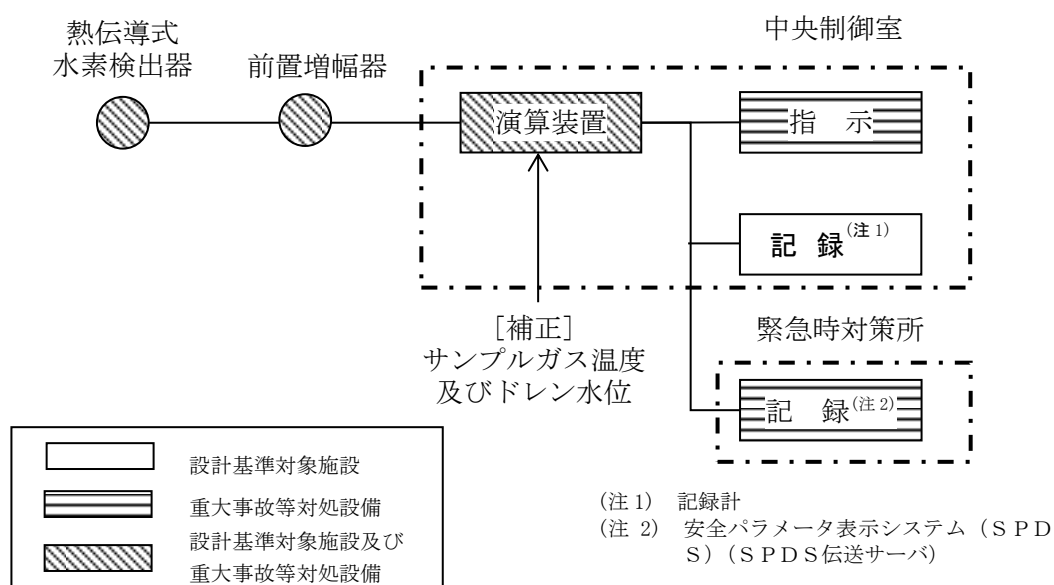 熱伝導式
水素検出器
前置増幅器
中央制御室
演算装置
指　示
記 録(注 1)
［補正］
サンプルガス温度
及びドレン水位
緊急時対策所
記　録(注 2)
設計基準対象施設
重大事故等対処設備
設計基準対象施設及び
重大事故等対処設備
(注 1)　記録計
(注 2)　安全パラメータ表示システム（ＳＰＤ
Ｓ）（ＳＰＤＳ伝送サーバ）